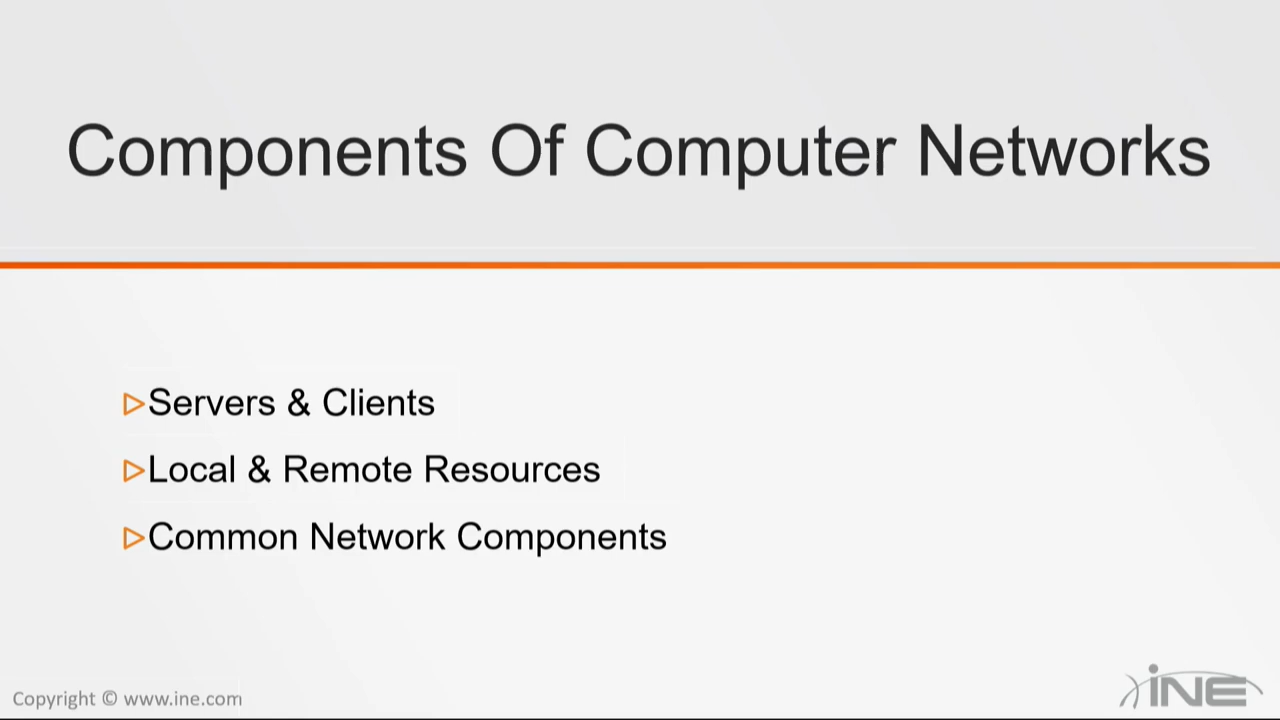 Components Of Computer Networks
Servers & Clients
Local & Remote Resources
Common Network Components
Copyright © www.ine.com
iNE